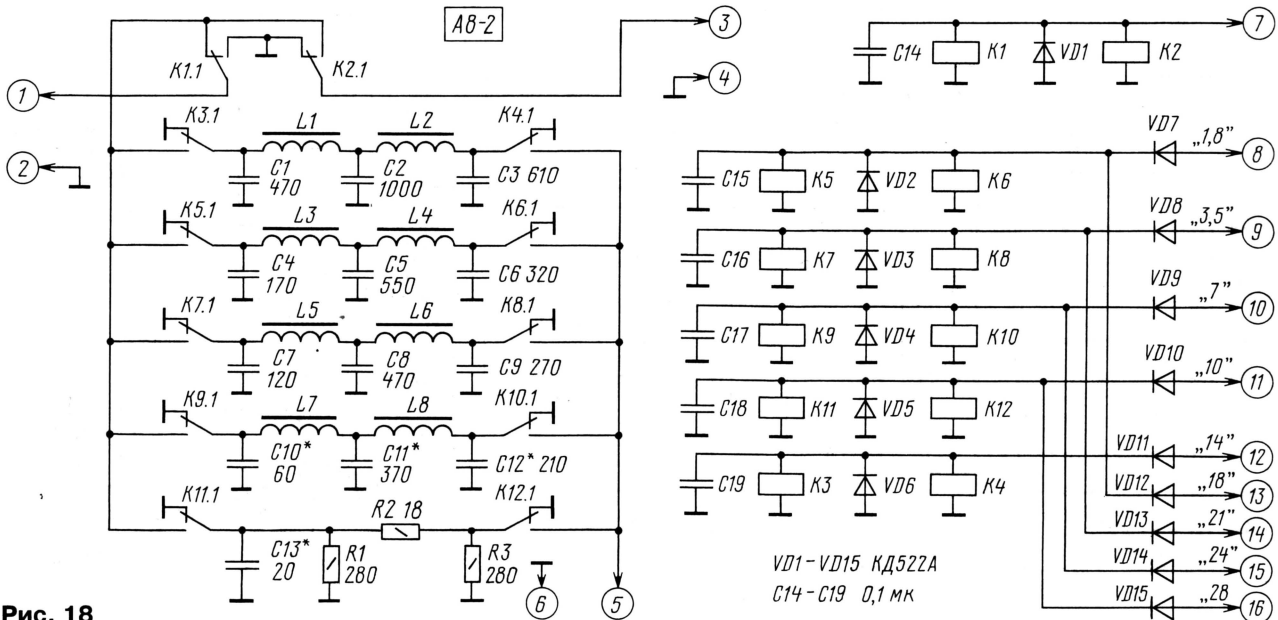 А8-2
3
7
K1.1
K2.1
C14
K1
VD1
K2
4
1
K3.1
L1
L2
K4.1
VD7
„1,8”
8
2
C1
470
C2
1000
C3 610
C15
K5
VD2
K6
K5.1
L3
L4
K6.1
VD8
„3,5”
9
C4
170
C5
550
C6 320
C16
K7
VD3
K8
K7.1
L5
L6
K8.1
VD9
„7”
10
C7
120
C8
470
C9 270
C17
K9
VD4
K10
K9.1
L7
L8
K10.1
VD10
„10”
11
C10*
60
C11*
370
C12* 210
C18
K11
VD5
K12
VD11
„14”
12
K11.1
R2 18
K12.1
C19
K3
VD6
K4
VD12
„18”
13
C13*
20
R1
280
R3
280
VD13
„21”
14
VD1-VD15 КД522А
C14-C19 0,1 мк
VD14
„24”
15
6
5
VD15
„28
16
Рис. 18